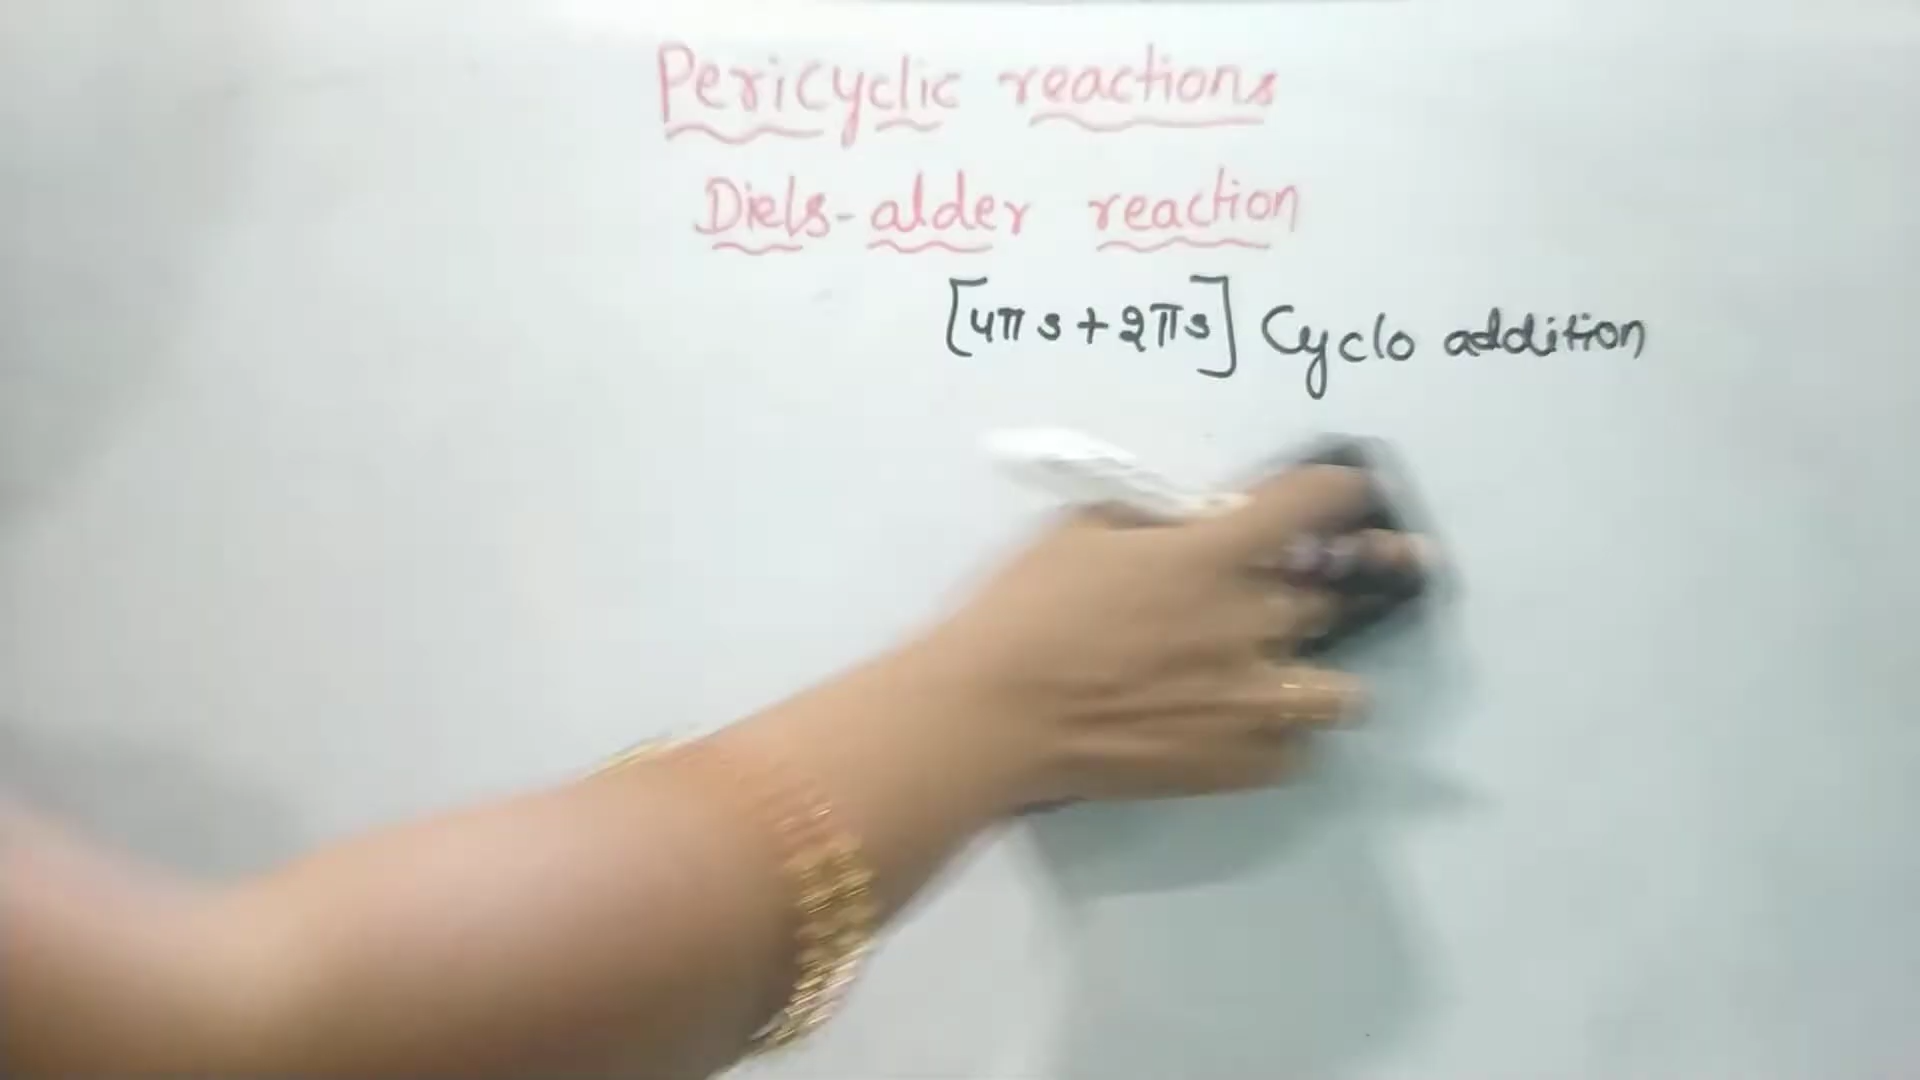 Pericyclic reactions
Diels-alder reaction
[4πs+2πs] Cyclo addition